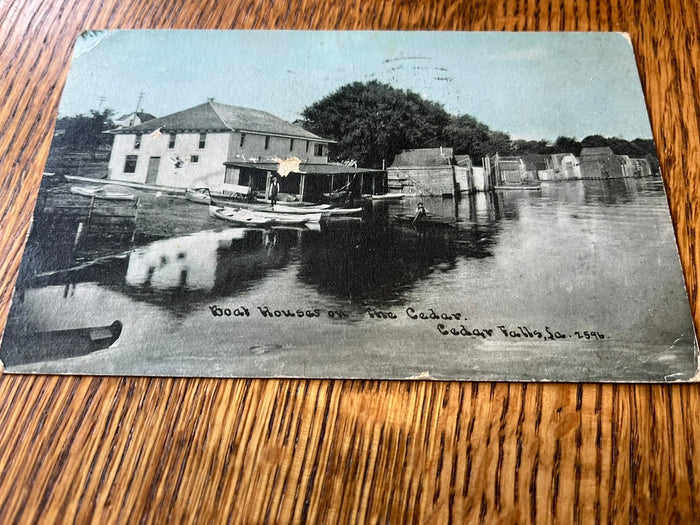 Boat Houses on The Cedar.
Cedar Falls, Ia. 2596.